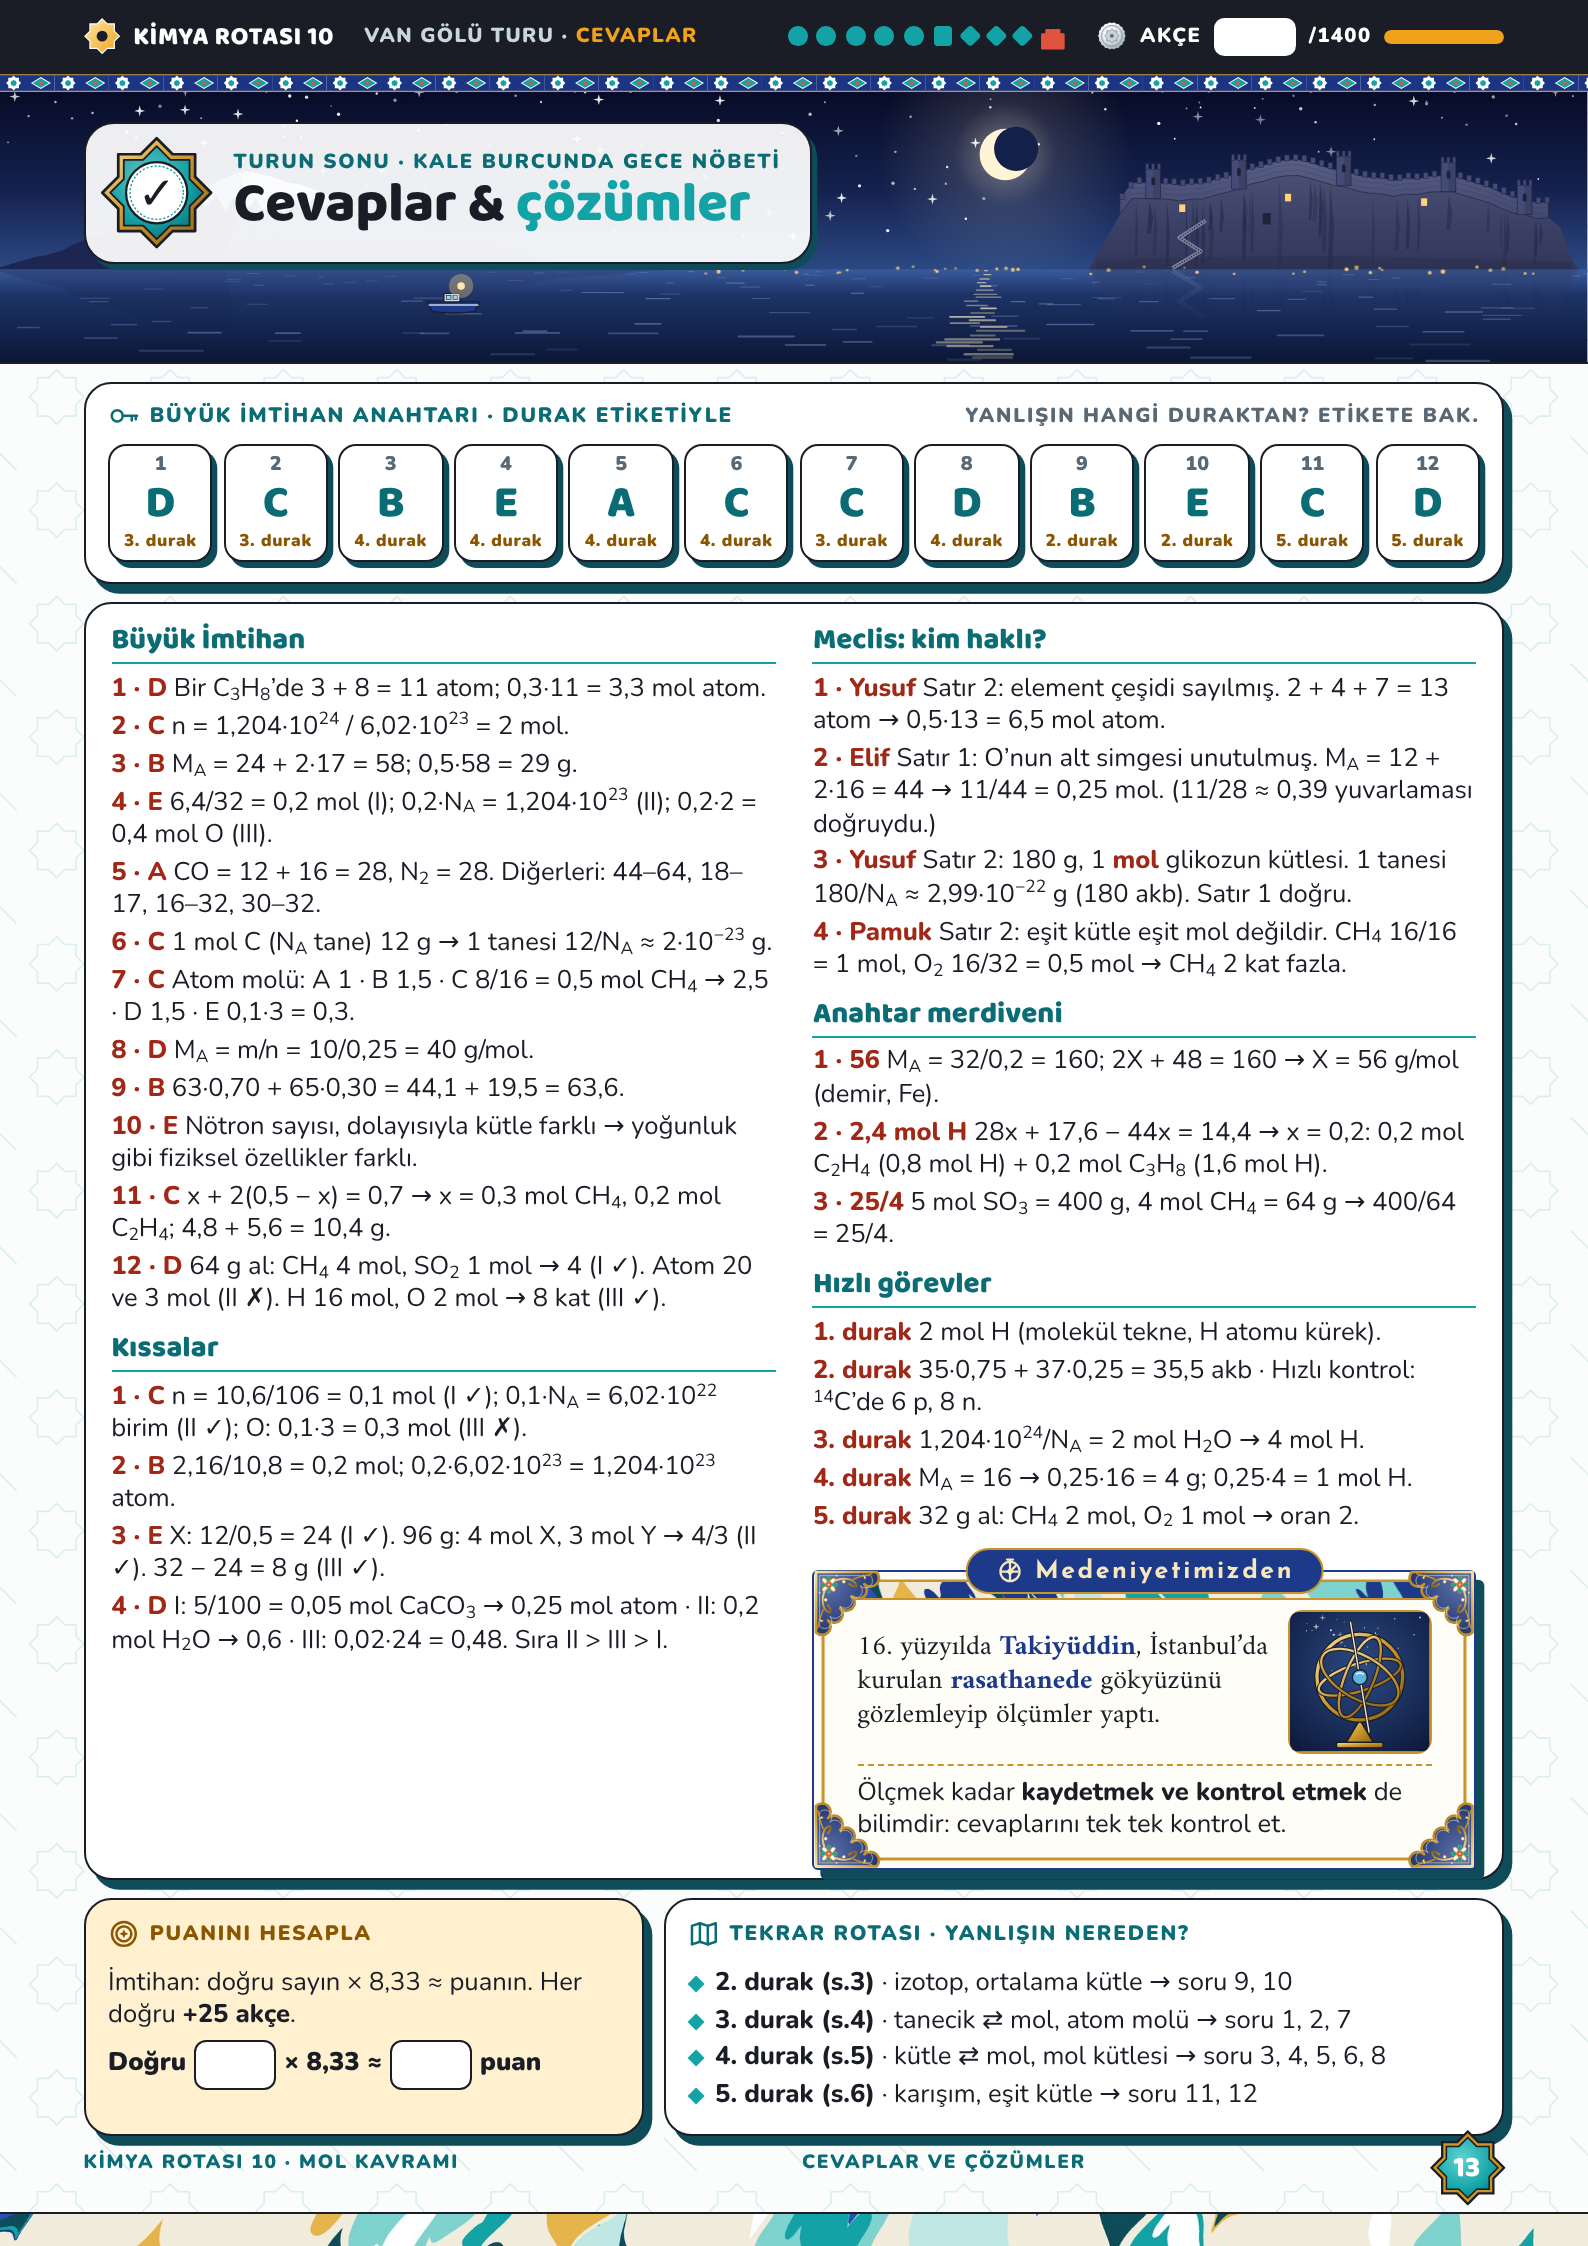 KİMYA ROTASI 10 VAN GÖLÜ TURU · CEVAPLAR AKÇE /1400
TURUN SONU · KALE BURCUNDA GECE NÖBETİ
✓ Cevaplar & çözümler
BÜYÜK İMTİHAN ANAHTARI · DURAK ETİKETİYLE YANLIŞIN HANGİ DURAKTAN? ETİKETE BAK.
1 2 3 4 5 6 7 8 9 10 11 12
D C B E A C C D B E C D
3. durak 3. durak 4. durak 4. durak 4. durak 4. durak 3. durak 4. durak 2. durak 2. durak 5. durak 5. durak
Büyük İmtihan
1 · D Bir C₃H₈’de 3 + 8 = 11 atom; 0,3·11 = 3,3 mol atom.
2 · C n = 1,204·10²⁴ / 6,02·10²³ = 2 mol.
3 · B M_A = 24 + 2·17 = 58; 0,5·58 = 29 g.
4 · E 6,4/32 = 0,2 mol (I); 0,2·N_A = 1,204·10²³ (II); 0,2·2 =
0,4 mol O (III).
5 · A CO = 12 + 16 = 28, N₂ = 28. Diğerleri: 44–64, 18–
17, 16–32, 30–32.
6 · C 1 mol C (N_A tane) 12 g → 1 tanesi 12/N_A ≈ 2·10⁻²³ g.
7 · C Atom molü: A 1 · B 1,5 · C 8/16 = 0,5 mol CH₄ → 2,5
· D 1,5 · E 0,1·3 = 0,3.
8 · D M_A = m/n = 10/0,25 = 40 g/mol.
9 · B 63·0,70 + 65·0,30 = 44,1 + 19,5 = 63,6.
10 · E Nötron sayısı, dolayısıyla kütle farklı → yoğunluk
gibi fiziksel özellikler farklı.
11 · C x + 2(0,5 − x) = 0,7 → x = 0,3 mol CH₄, 0,2 mol
C₂H₄; 4,8 + 5,6 = 10,4 g.
12 · D 64 g al: CH₄ 4 mol, SO₂ 1 mol → 4 (I ✓). Atom 20
ve 3 mol (II ✗). H 16 mol, O 2 mol → 8 kat (III ✓).
Kıssalar
1 · C n = 10,6/106 = 0,1 mol (I ✓); 0,1·N_A = 6,02·10²²
birim (II ✓); O: 0,1·3 = 0,3 mol (III ✗).
2 · B 2,16/10,8 = 0,2 mol; 0,2·6,02·10²³ = 1,204·10²³
atom.
3 · E X: 12/0,5 = 24 (I ✓). 96 g: 4 mol X, 3 mol Y → 4/3 (II
✓). 32 − 24 = 8 g (III ✓).
4 · D I: 5/100 = 0,05 mol CaCO₃ → 0,25 mol atom · II: 0,2
mol H₂O → 0,6 · III: 0,02·24 = 0,48. Sıra II > III > I.
Meclis: kim haklı?
1 · Yusuf Satır 2: element çeşidi sayılmış. 2 + 4 + 7 = 13
atom → 0,5·13 = 6,5 mol atom.
2 · Elif Satır 1: O’nun alt simgesi unutulmuş. M_A = 12 +
2·16 = 44 → 11/44 = 0,25 mol. (11/28 ≈ 0,39 yuvarlaması
doğruydu.)
3 · Yusuf Satır 2: 180 g, 1 mol glikozun kütlesi. 1 tanesi
180/N_A ≈ 2,99·10⁻²² g (180 akb). Satır 1 doğru.
4 · Pamuk Satır 2: eşit kütle eşit mol değildir. CH₄ 16/16
= 1 mol, O₂ 16/32 = 0,5 mol → CH₄ 2 kat fazla.
Anahtar merdiveni
1 · 56 M_A = 32/0,2 = 160; 2X + 48 = 160 → X = 56 g/mol
(demir, Fe).
2 · 2,4 mol H 28x + 17,6 − 44x = 14,4 → x = 0,2: 0,2 mol
C₂H₄ (0,8 mol H) + 0,2 mol C₃H₈ (1,6 mol H).
3 · 25/4 5 mol SO₃ = 400 g, 4 mol CH₄ = 64 g → 400/64
= 25/4.
Hızlı görevler
1. durak 2 mol H (molekül tekne, H atomu kürek).
2. durak 35·0,75 + 37·0,25 = 35,5 akb · Hızlı kontrol:
¹⁴C’de 6 p, 8 n.
3. durak 1,204·10²⁴/N_A = 2 mol H₂O → 4 mol H.
4. durak M_A = 16 → 0,25·16 = 4 g; 0,25·4 = 1 mol H.
5. durak 32 g al: CH₄ 2 mol, O₂ 1 mol → oran 2.
Medeniyetimizden
16. yüzyılda Takiyüddin, İstanbul’da
kurulan rasathanede gökyüzünü
gözlemleyip ölçümler yaptı.
Ölçmek kadar kaydetmek ve kontrol etmek de
bilimdir: cevaplarını tek tek kontrol et.
PUANINI HESAPLA
İmtihan: doğru sayın × 8,33 ≈ puanın. Her
doğru +25 akçe.
Doğru × 8,33 ≈ puan
TEKRAR ROTASI · YANLIŞIN NEREDEN?
◆ 2. durak (s.3) · izotop, ortalama kütle → soru 9, 10
◆ 3. durak (s.4) · tanecik ⇄ mol, atom molü → soru 1, 2, 7
◆ 4. durak (s.5) · kütle ⇄ mol, mol kütlesi → soru 3, 4, 5, 6, 8
◆ 5. durak (s.6) · karışım, eşit kütle → soru 11, 12
KİMYA ROTASI 10 · MOL KAVRAMI CEVAPLAR VE ÇÖZÜMLER 13